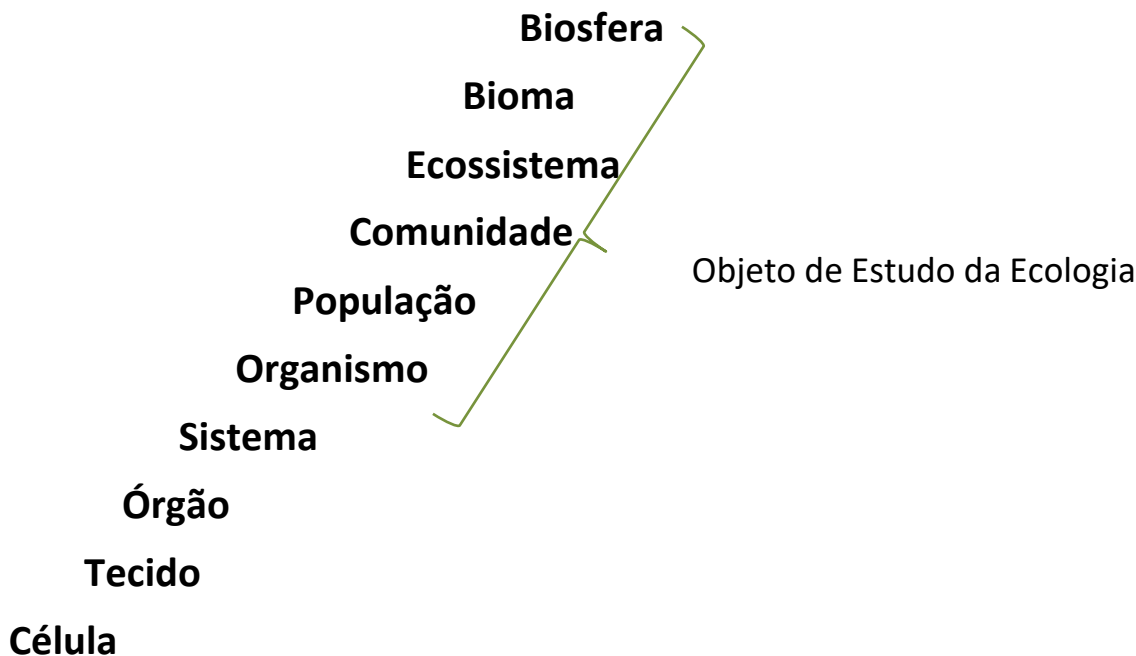 Biosfera
Bioma
Ecossistema
Comunidade
Objeto de Estudo da Ecologia
População
Organismo
Sistema
Órgão
Tecido
Célula